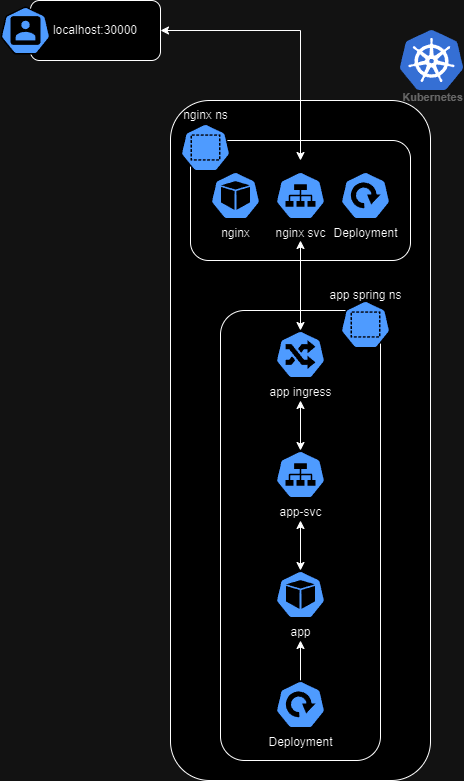 localhost:30000
Kubernetes
nginx ns
nginx
nginx svc
Deployment
app spring ns
app ingress
app-svc
app
Deployment